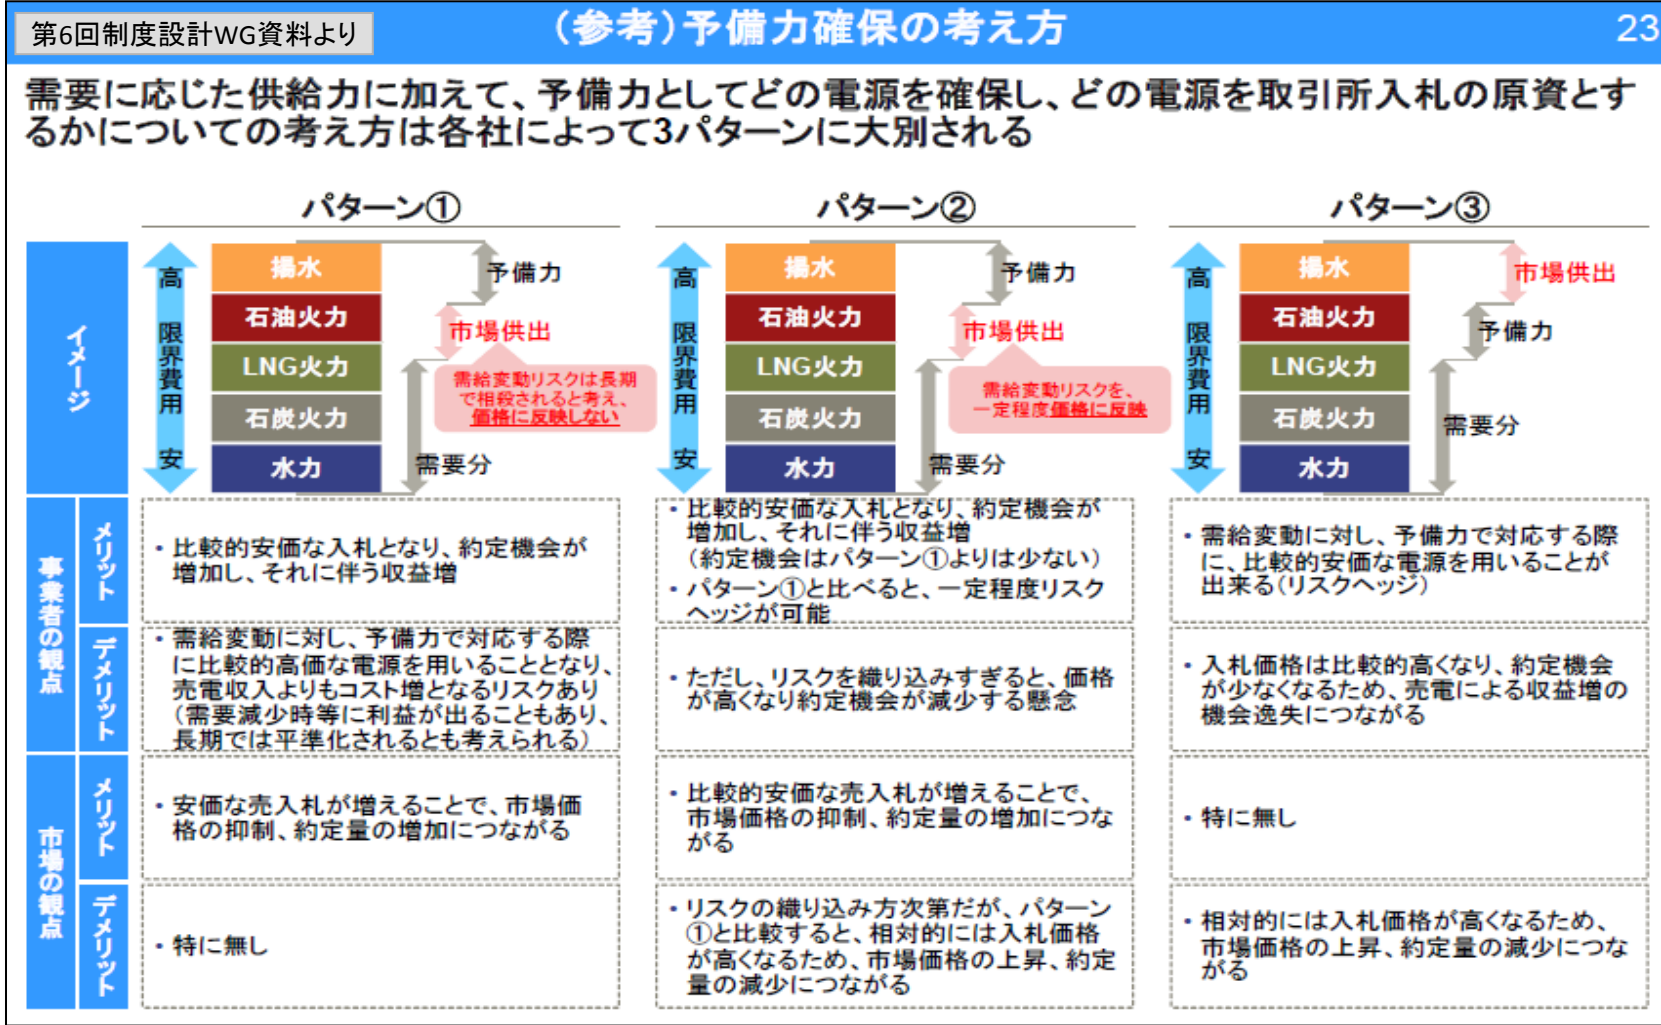 第6回制度設計WG資料より
(参考)予備力確保の考え方
23
需要に応じた供給力に加えて、予備力としてどの電源を確保し、どの電源を取引所入札の原資とす
るかについての考え方は各社によって3パターンに大別される
パターン①
パターン②
パターン③
イメージ
高
限界費用
安
揚水
石油火力
LNG火力
石炭火力
水力
予備力
市場供出
需給変動リスクは長期
で相殺されると考え、
価格に反映しない
需要分
高
限界費用
安
揚水
石油火力
LNG火力
石炭火力
水力
予備力
市場供出
需給変動リスクを、
一定程度価格に反映
需要分
高
限界費用
安
揚水
石油火力
LNG火力
石炭火力
水力
市場供出
予備力
需要分
事業者の観点
メリット
・比較的安価な入札となり、約定機会が
増加し、それに伴う収益増
・比較的安価な入札となり、約定機会が
増加し、それに伴う収益増
(約定機会はパターン①よりは少ない)
・パターン①と比べると、一定程度リスク
ヘッジが可能
・需給変動に対し、予備力で対応する際
に、比較的安価な電源を用いることが
出来る(リスクヘッジ)
デメリット
・需給変動に対し、予備力で対応する際
に比較的高価な電源を用いることとなり、
売電収入よりもコスト増となるリスクあり
(需要減少時等に利益が出ることもあり、
長期では平準化されるとも考えられる)
・ただし、リスクを織り込みすぎると、価格
が高くなり約定機会が減少する懸念
・入札価格は比較的高くなり、約定機会
が少なくなるため、売電による収益増の
機会逸失につながる
市場の観点
メリット
・安価な売入札が増えることで、市場価
格の抑制、約定量の増加につながる
・比較的安価な売入札が増えることで、
市場価格の抑制、約定量の増加につな
がる
・特に無し
デメリット
・特に無し
・リスクの織り込み方次第だが、パターン
①と比較すると、相対的には入札価格
が高くなるため、市場価格の上昇、約定
量の減少につながる
・相対的には入札価格が高くなるため、
市場価格の上昇、約定量の減少につな
がる